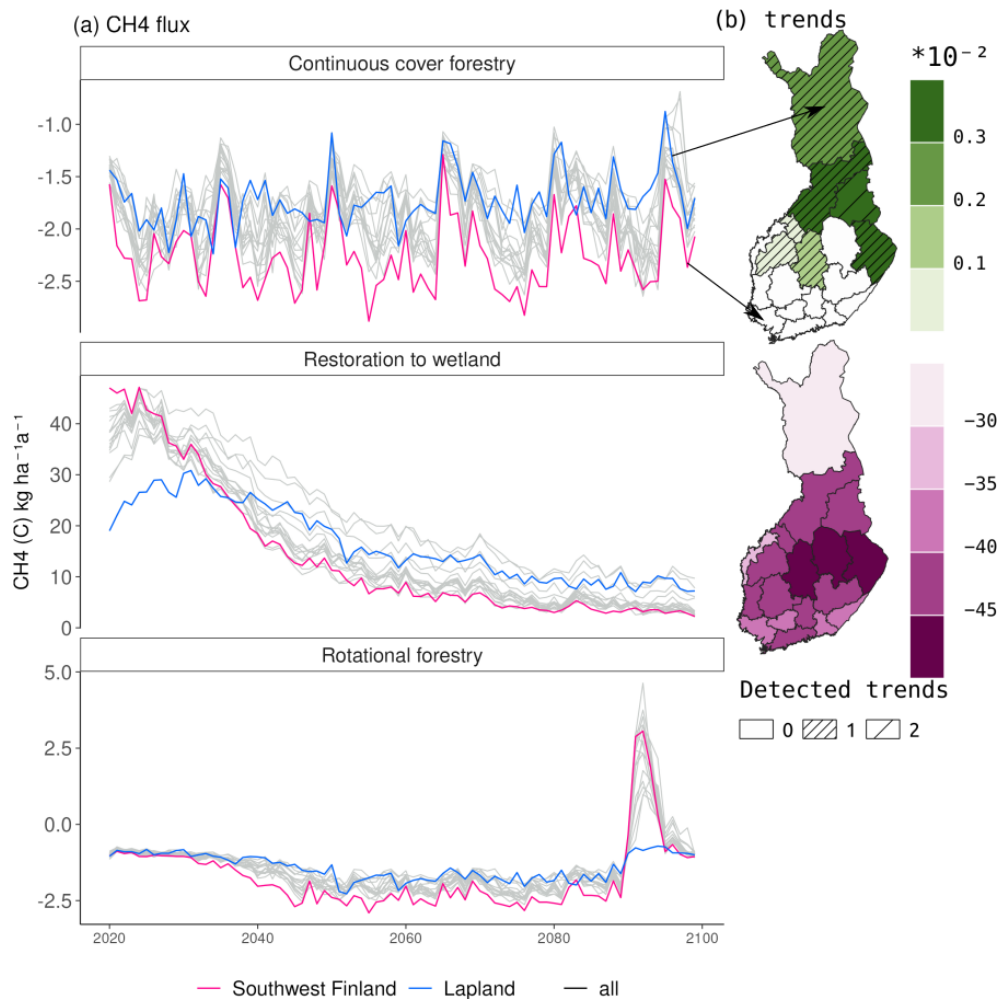 (a) CH4 flux
(b) trends
Continuous cover forestry
*10⁻²
-1.0
-1.5
-2.0
-2.5
0.3
0.2
0.1
Restoration to wetland
CH4 (C) kg ha⁻¹a⁻¹
40
30
20
10
0
−30
−35
−40
−45
Rotational forestry
Detected trends
0 1 2
5.0
2.5
0.0
-2.5
2020 2040 2060 2080 2100
Southwest Finland Lapland all